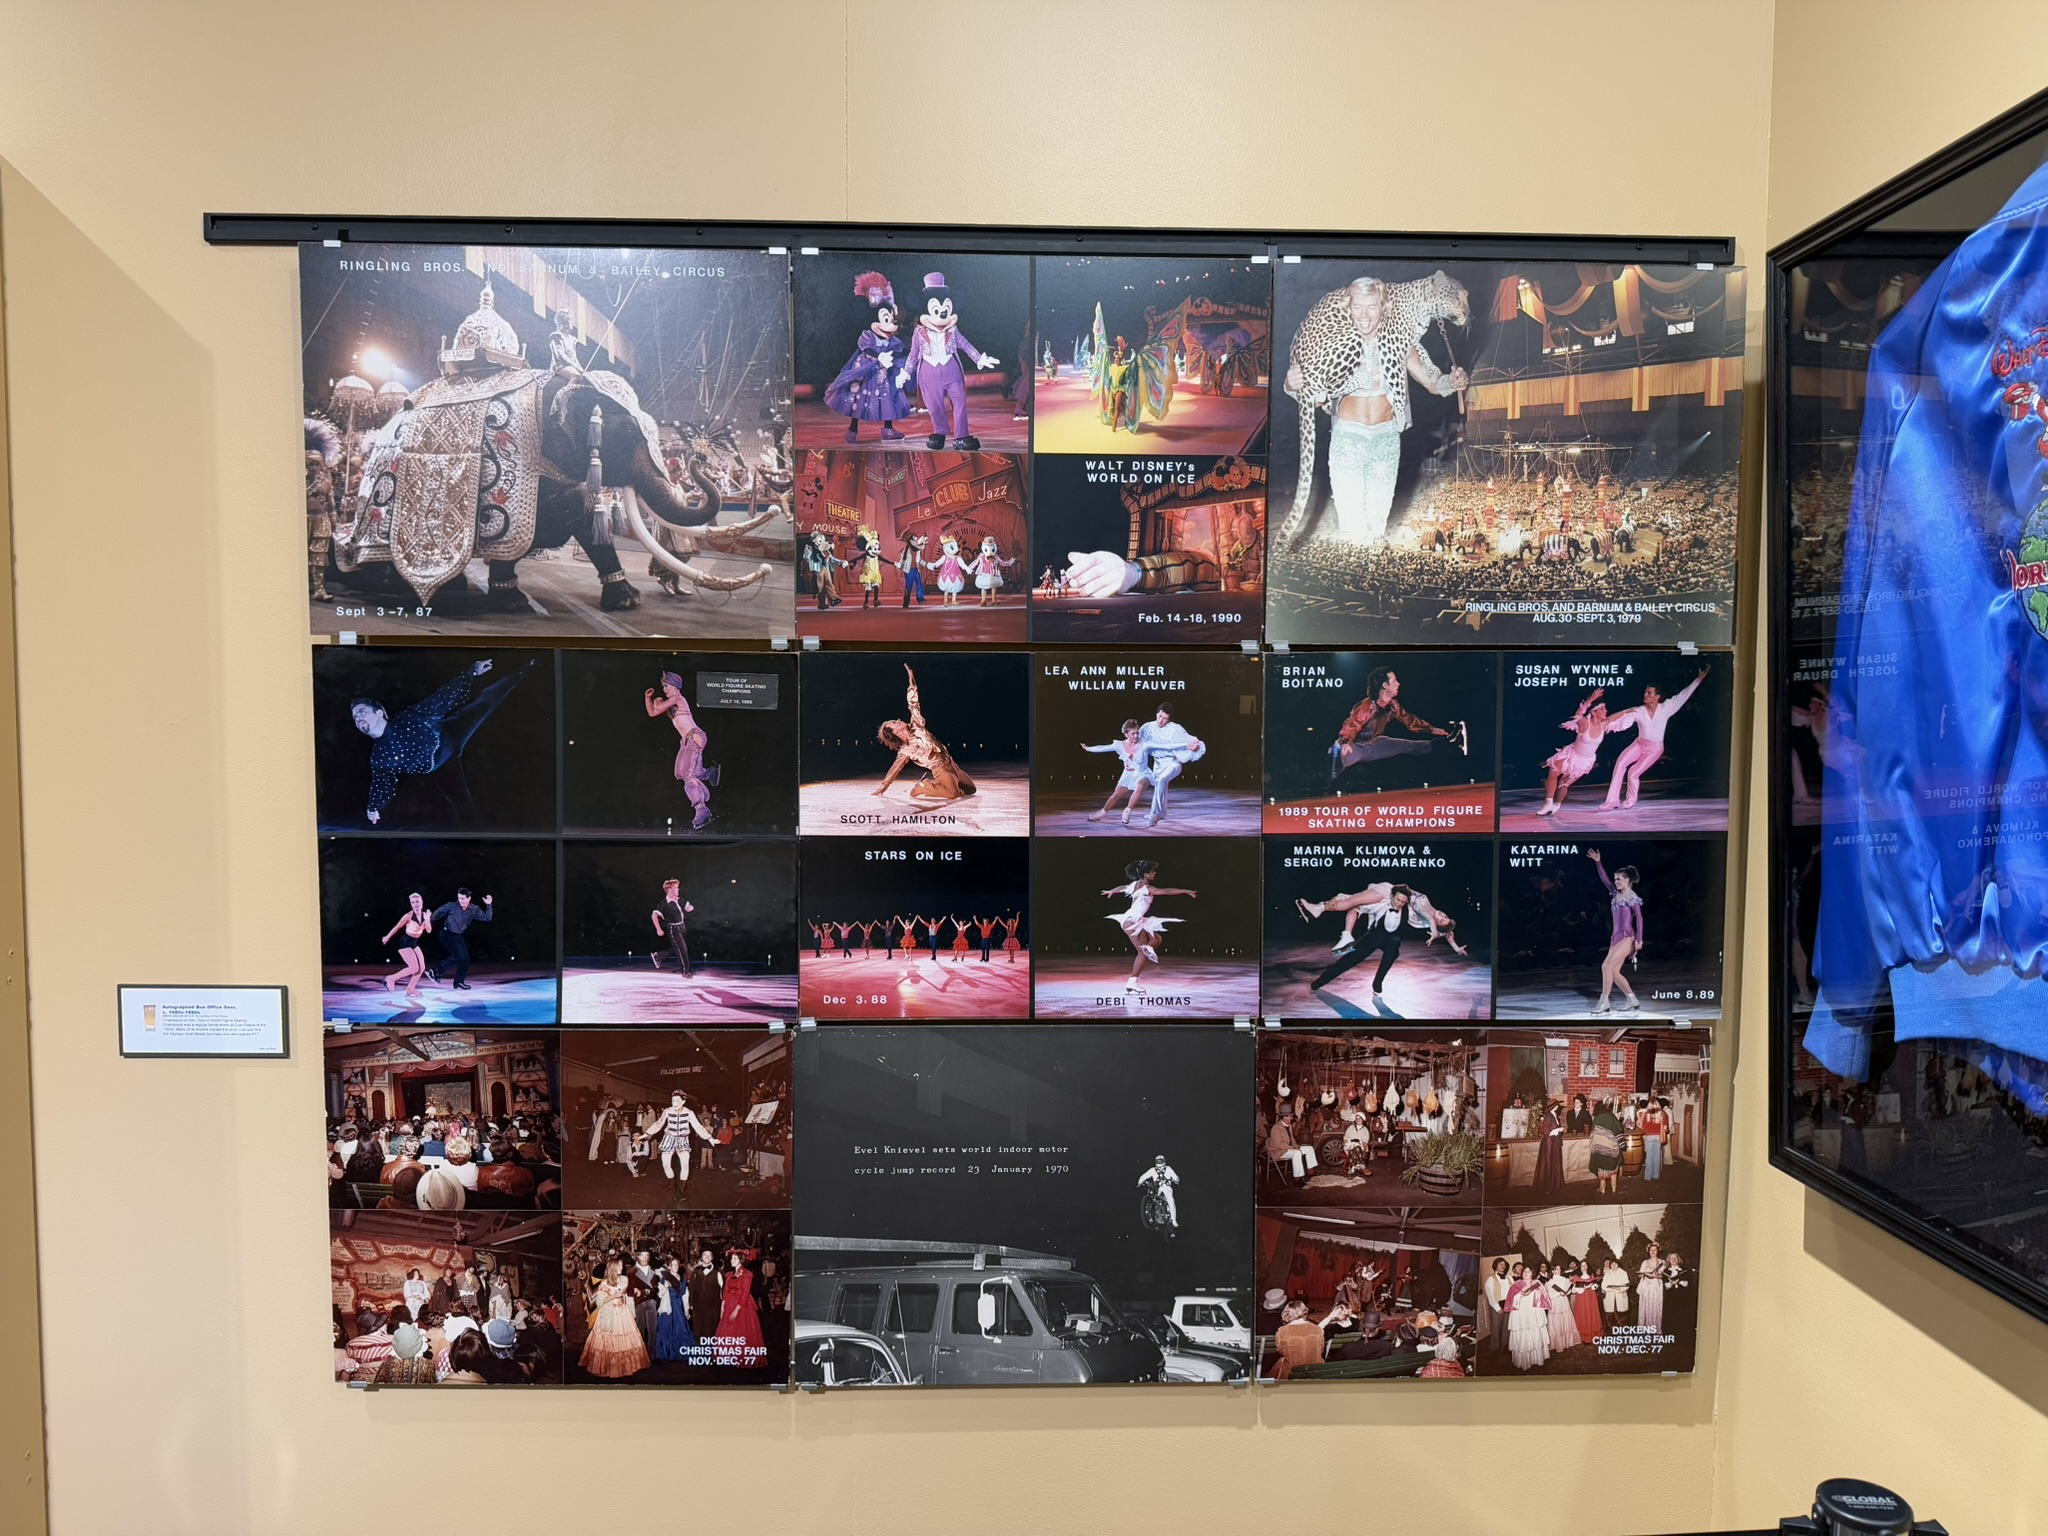 RINGLING BROS. AND BARNUM & BAILEY CIRCUS
Sept 3-7, 87
THEATRE
Le CLUB Jazz
Y MOUSE
WALT DISNEY's
WORLD ON ICE
Feb. 14-18, 1990
RINGLING BROS. AND BARNUM & BAILEY CIRCUS
AUG.30-SEPT.3,1979
TOUR OF
WORLD FIGURE SKATING
CHAMPIONS
SCOTT HAMILTON
LEA ANN MILLER
WILLIAM FAUVER
STARS ON ICE
Dec 3, 88
DEBI THOMAS
BRIAN
BOITANO
1989 TOUR OF WORLD FIGURE
SKATING CHAMPIONS
SUSAN WYNNE &
JOSEPH DRUAR
MARINA KLIMOVA &
SERGIO PONOMARENKO
KATARINA
WITT
June 8,89
DICKENS
CHRISTMAS FAIR
NOV.-DEC.-77
Evel Knievel sets world indoor motor
cycle jump record 23 January 1970
DICKENS
CHRISTMAS FAIR
NOV.-DEC.-77
Autographed Box Office Door,
GLOBAL